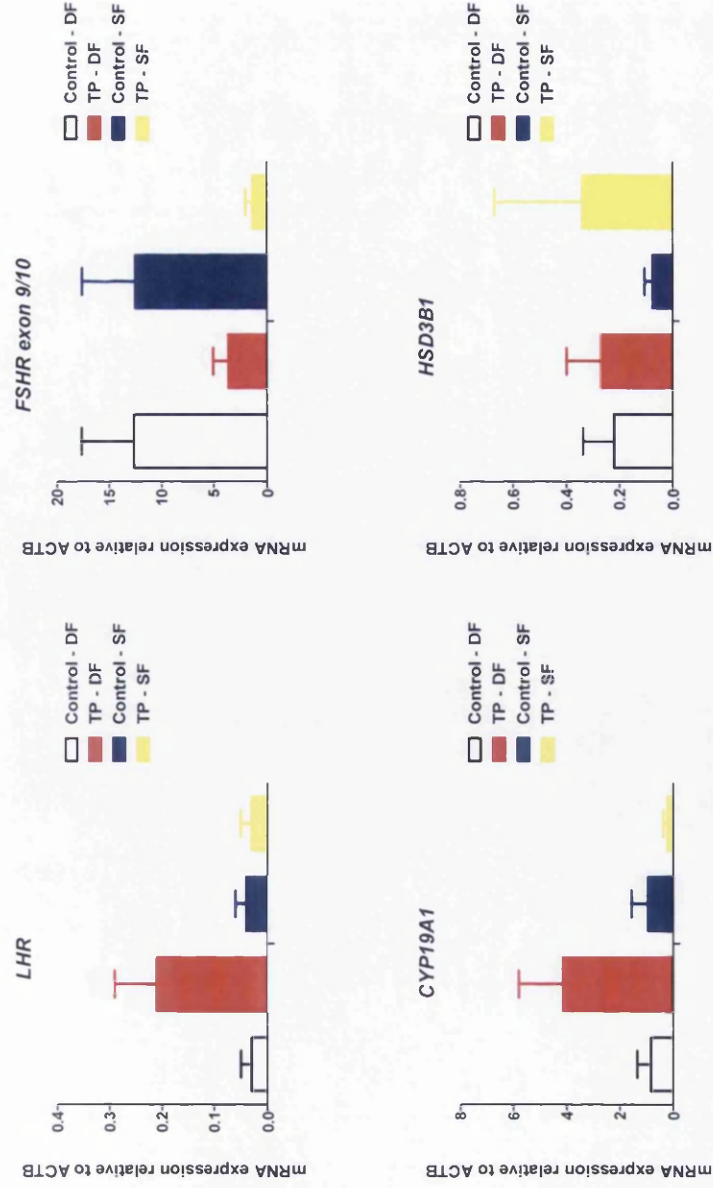 LHR
mRNA expression relative to ACTB
0.4
0.3
0.2
0.1
0.0
Control - DF
TP - DF
Control - SF
TP - SF
FSHR exon 9/10
mRNA expression relative to ACTB
20
15
10
5
0
Control - DF
TP - DF
Control - SF
TP - SF
CYP19A1
mRNA expression relative to ACTB
8
6
4
2
0
Control - DF
TP - DF
Control - SF
TP - SF
HSD3B1
mRNA expression relative to ACTB
0.8
0.6
0.4
0.2
0.0
Control - DF
TP - DF
Control - SF
TP - SF